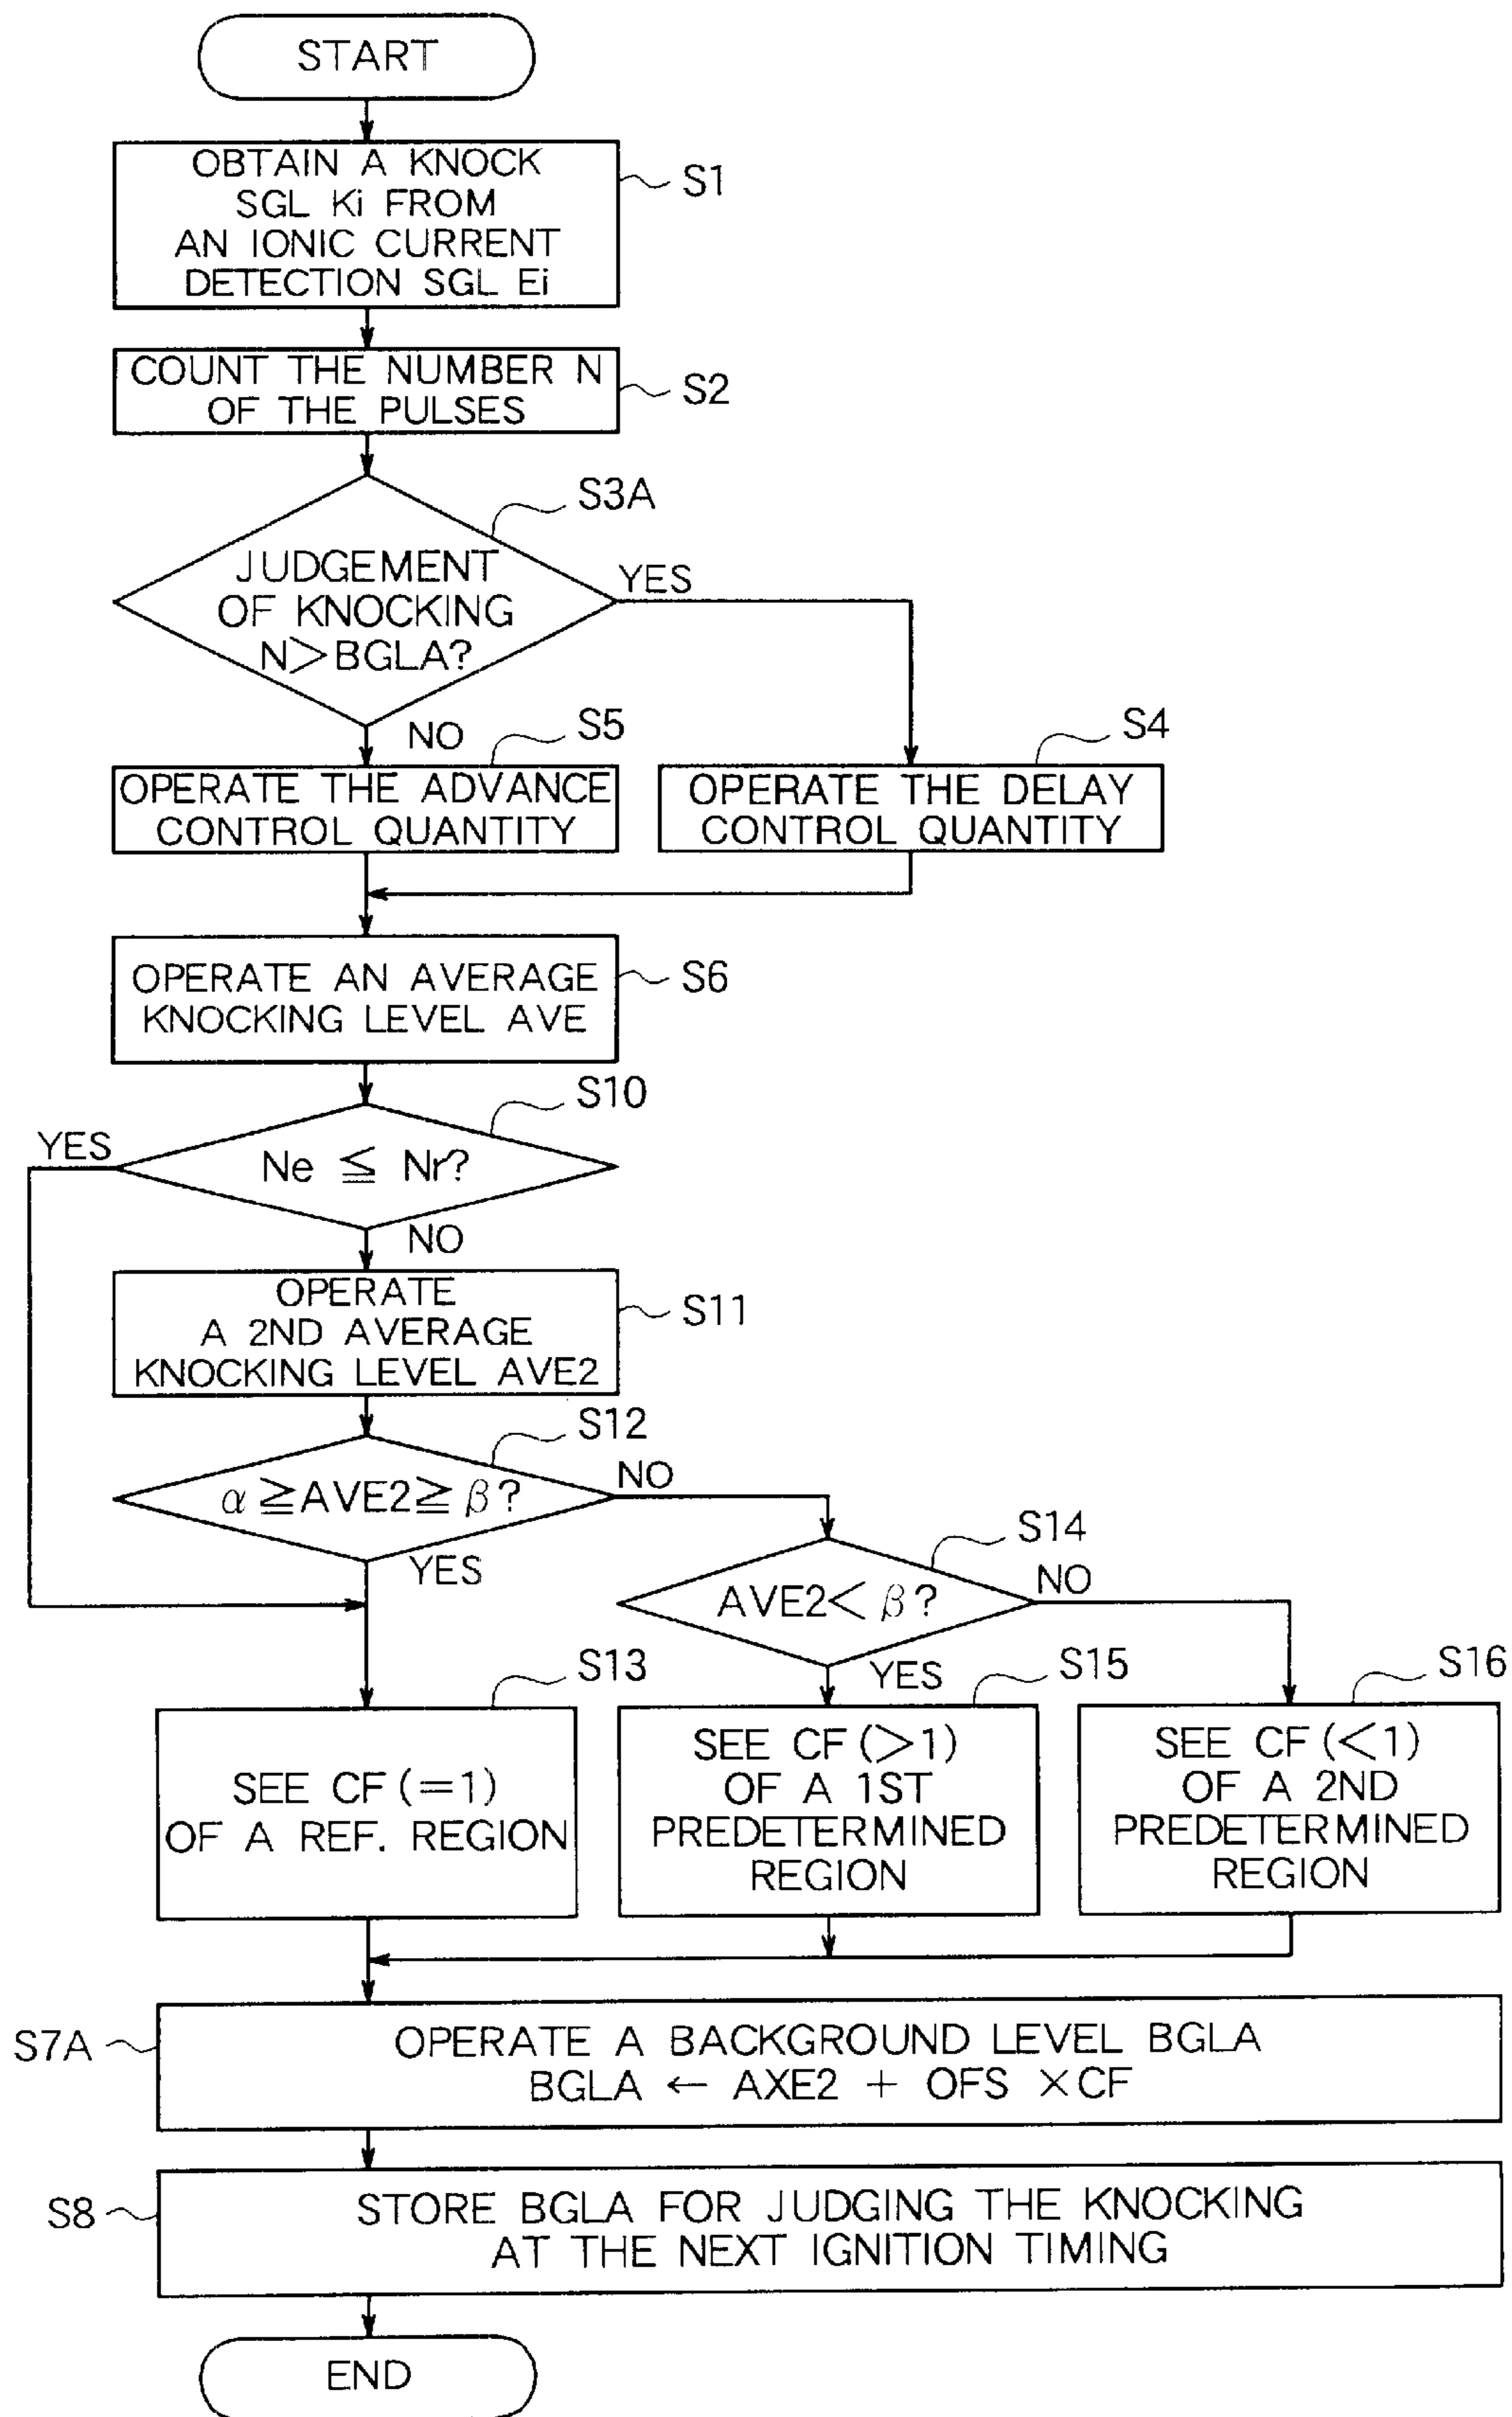 START
OBTAIN A KNOCK
SGL Ki FROM
AN IONIC CURRENT
DETECTION SGL Ei
S1
COUNT THE NUMBER N
OF THE PULSES
S2
S3A
JUDGEMENT
OF KNOCKING
N>BGLA?
YES
NO
S5
S4
OPERATE THE ADVANCE
CONTROL QUANTITY
OPERATE THE DELAY
CONTROL QUANTITY
OPERATE AN AVERAGE
KNOCKING LEVEL AVE
S6
S10
YES
Ne ≦ Nr?
NO
OPERATE
A 2ND AVERAGE
KNOCKING LEVEL AVE2
S11
S12
α ≧AVE2≧ β?
NO
YES
S14
AVE2< β?
NO
YES
S13
S15
S16
SEE CF (=1)
OF A REF. REGION
SEE CF (>1)
OF A 1ST
PREDETERMINED
REGION
SEE CF (<1)
OF A 2ND
PREDETERMINED
REGION
S7A
OPERATE A BACKGROUND LEVEL BGLA
BGLA ← AXE2 + OFS ×CF
S8
STORE BGLA FOR JUDGING THE KNOCKING
AT THE NEXT IGNITION TIMING
END